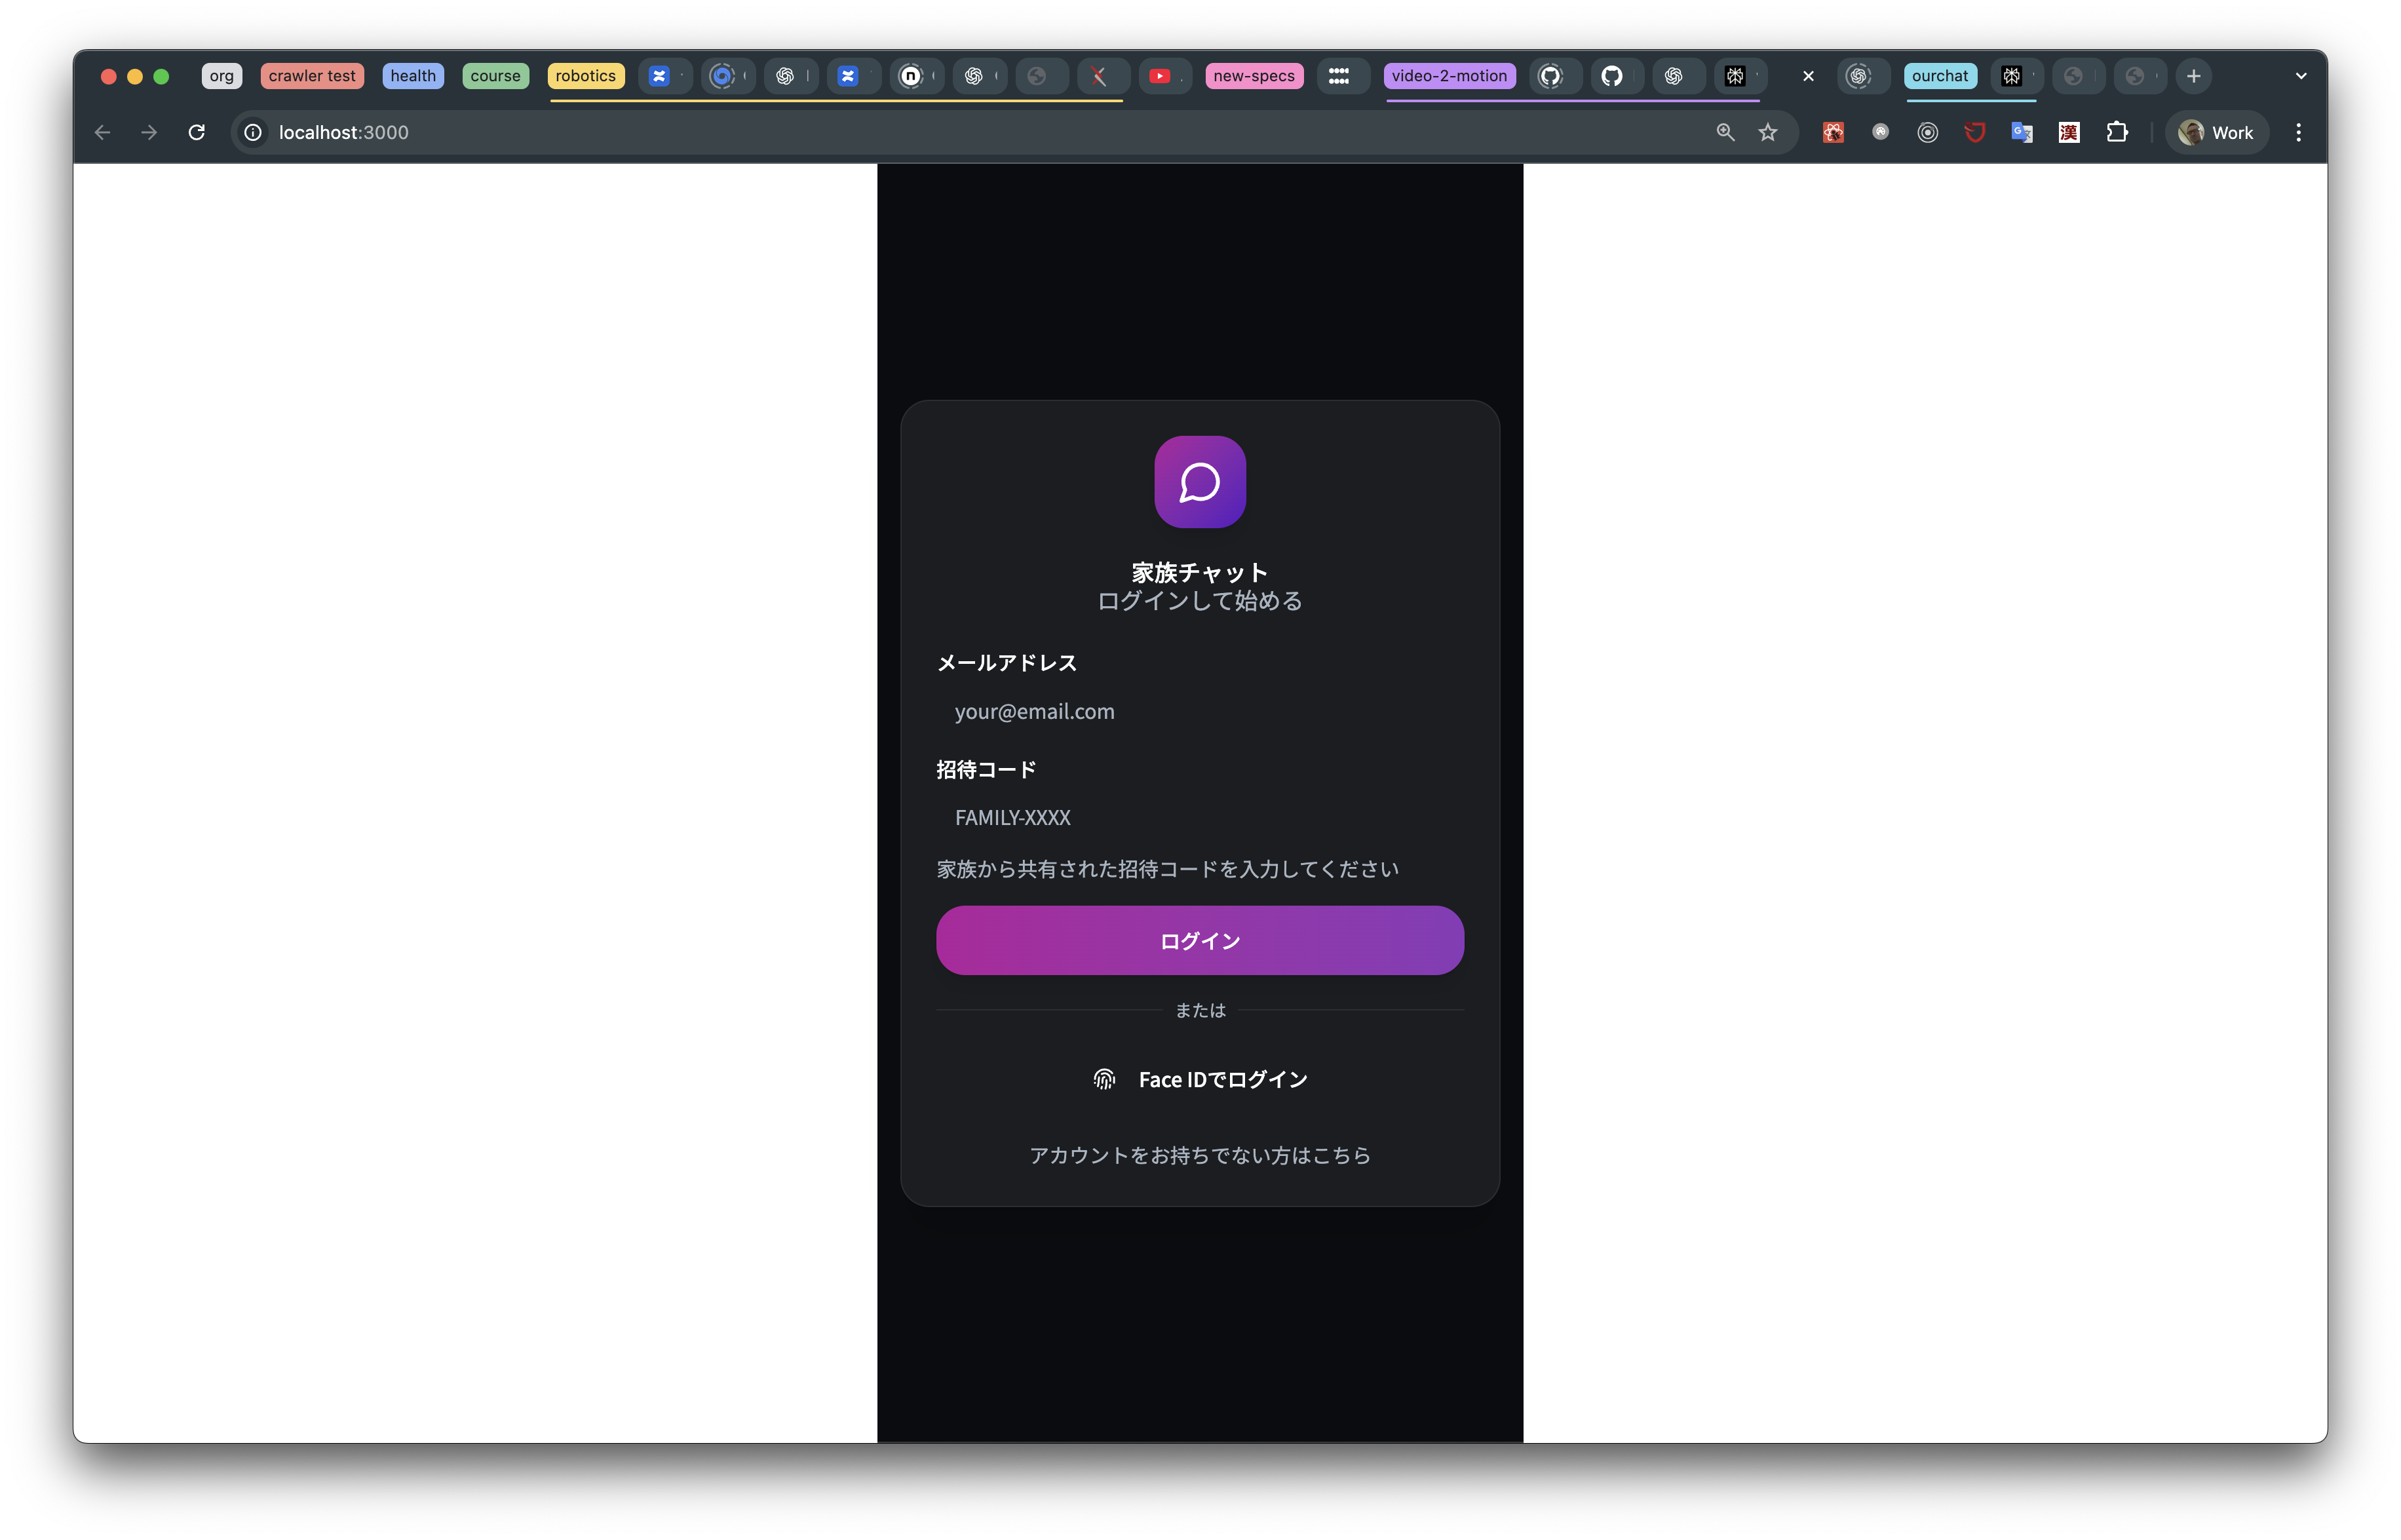 org
crawler test
health
course
robotics
new-specs
video-2-motion
ourchat
localhost:3000
漢
Work
家族チャット
ログインして始める
メールアドレス
your@email.com
招待コード
FAMILY-XXXX
家族から共有された招待コードを入力してください
ログイン
または
Face IDでログイン
アカウントをお持ちでない方はこちら